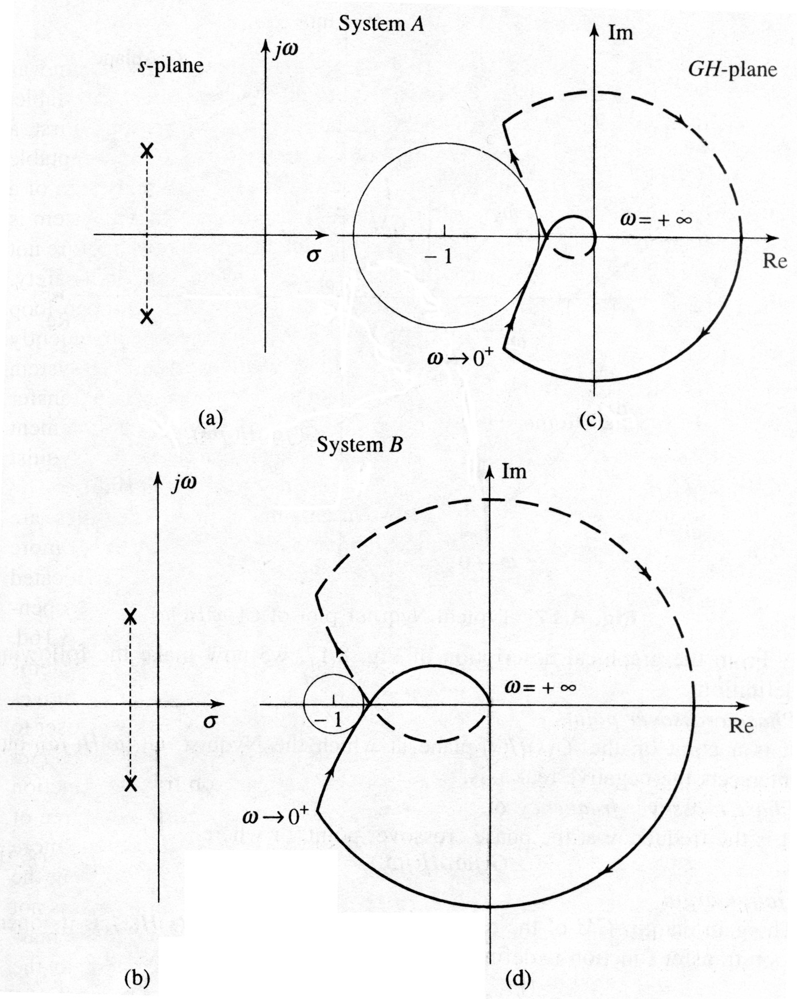 System A
jω
s-plane
Im
GH-plane
ω= + ∞
σ
− 1
Re
ω→0⁺
(a)
(c)
System B
jω
Im
ω= + ∞
σ
− 1
Re
ω→0⁺
(b)
(d)